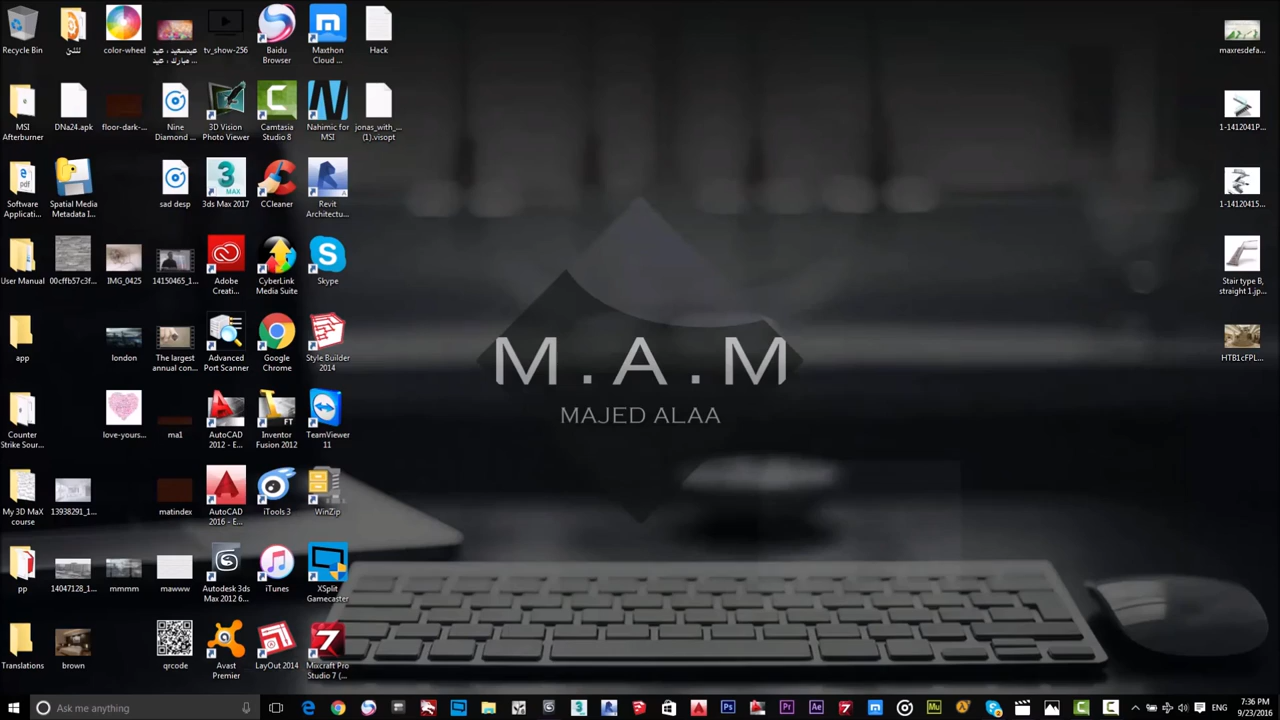 Recycle Bin
color-wheel
عيدسعيد ، عيد
مبارك ، عيد ...
tv_show-256
Baidu
Browser
Maxthon
Cloud ...
Hack
maxresdefa...
MSI
Afterburner
DNa24.apk
floor-dark-...
Nine
Diamond ...
3D Vision
Photo Viewer
Camtasia
Studio 8
Nahimic for
MSI
jonas_with_...
(1).visopt
1-1412041P...
Software
Applicati...
Spatial Media
Metadata I...
sad desp
3ds Max 2017
CCleaner
Revit
Architectu...
1-14120415...
User Manual
00cffb57c3f...
IMG_0425
14150465_1...
Adobe
Creati...
CyberLink
Media Suite
Skype
Stair type B,
straight 1.jp...
app
london
The largest
annual con...
Advanced
Port Scanner
Google
Chrome
Style Builder
2014
HTB1cFPL...
M.A.M
MAJED ALAA
Counter
Strike Sour...
love-yours...
ma1
AutoCAD
2012 - E...
Inventor
Fusion 2012
TeamViewer
11
My 3D MaX
course
13938291_1...
matindex
AutoCAD
2016 - E...
iTools 3
WinZip
pp
14047128_1...
mmmm
mawww
Autodesk 3ds
Max 2012 6...
iTunes
XSplit
Gamecaster
Translations
brown
qrcode
Avast
Premier
LayOut 2014
Mixcraft Pro
Studio 7 (...
Ask me anything
ENG
7:36 PM
9/23/2016